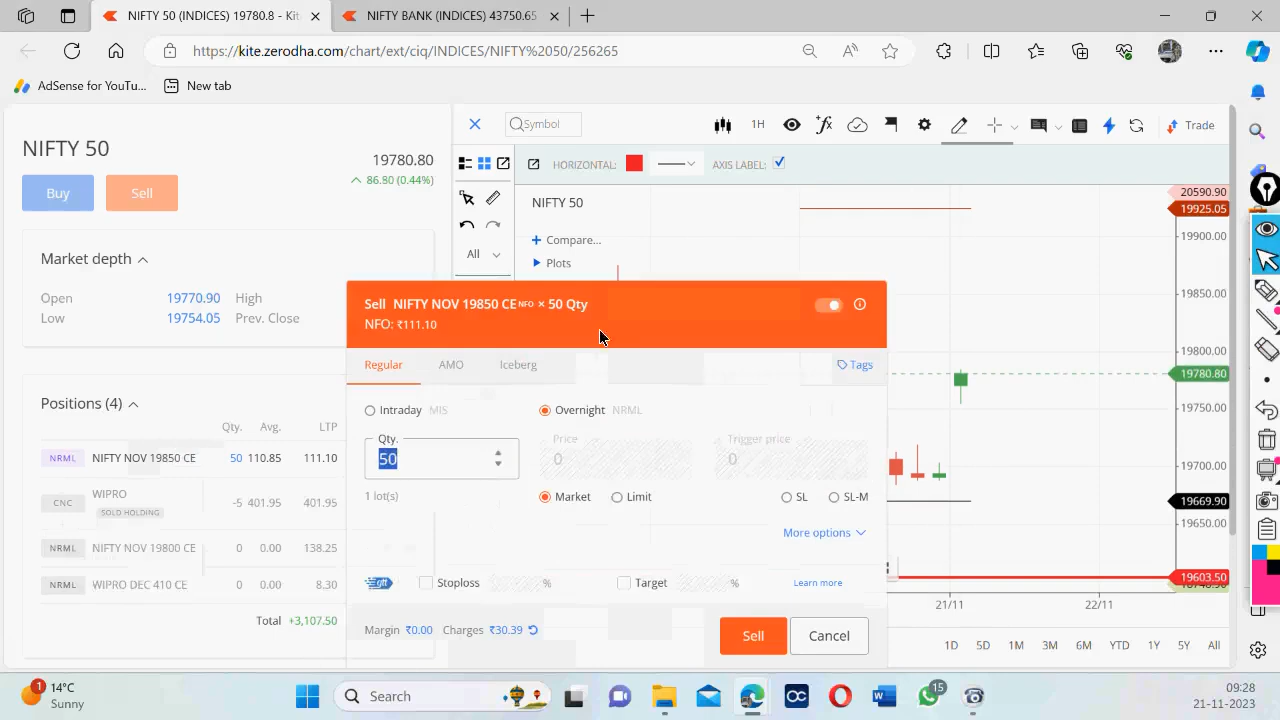 NIFTY 50 (INDICES) 19780.8 - Kite
NIFTY BANK (INDICES) 43750.65
https://kite.zerodha.com/chart/ext/ciq/INDICES/NIFTY%2050/256265
AdSense for YouTu...
New tab
NIFTY 50
19780.80
Buy
Sell
86.80 (0.44%)
Market depth
Open 19770.90 High
Low 19754.05 Prev. Close
Positions (4)
Qty. Avg. LTP
NRML NIFTY NOV 19850 CE 50 110.85 111.10
CNC WIPRO SOLD HOLDING -5 401.95 401.95
NRML NIFTY NOV 19800 CE 0 0.00 138.25
NRML WIPRO DEC 410 CE 0 0.00 8.30
Total +3,107.50
Symbol
1H
Trade
HORIZONTAL:
AXIS LABEL:
All
NIFTY 50
Compare...
Plots
Sell NIFTY NOV 19850 CE NFO × 50 Qty
NFO: ₹111.10
Regular AMO Iceberg Tags
Intraday MIS Overnight NRML
Qty. Price Trigger price
50 0 0
1 lot(s) Market Limit SL SL-M
More options
gtt Stoploss % Target % Learn more
Margin ₹0.00 Charges ₹30.39
Sell Cancel
20590.90
19925.05
19900.00
19850.00
19800.00
19780.80
19750.00
19700.00
19669.90
19650.00
19603.50
21/11 22/11
1D 5D 1M 3M 6M YTD 1Y 5Y All
1
14°C
Sunny
Search
OC
15
09:28
21-11-2023